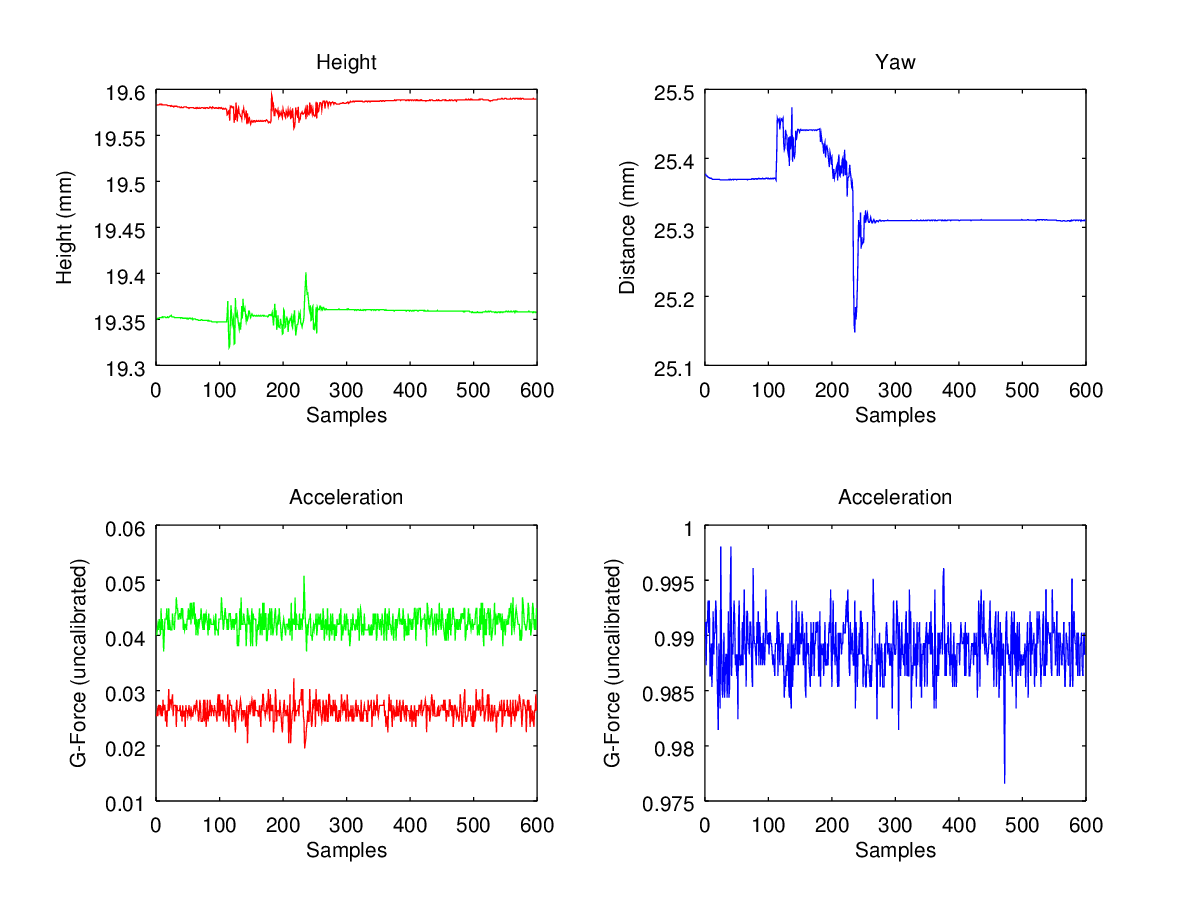 Height
Height (mm)
19.6
19.55
19.5
19.45
19.4
19.35
19.3
0 100 200 300 400 500 600
Samples
Yaw
Distance (mm)
25.5
25.4
25.3
25.2
25.1
0 100 200 300 400 500 600
Samples
Acceleration
G-Force (uncalibrated)
0.06
0.05
0.04
0.03
0.02
0.01
0 100 200 300 400 500 600
Samples
Acceleration
G-Force (uncalibrated)
1
0.995
0.99
0.985
0.98
0.975
0 100 200 300 400 500 600
Samples